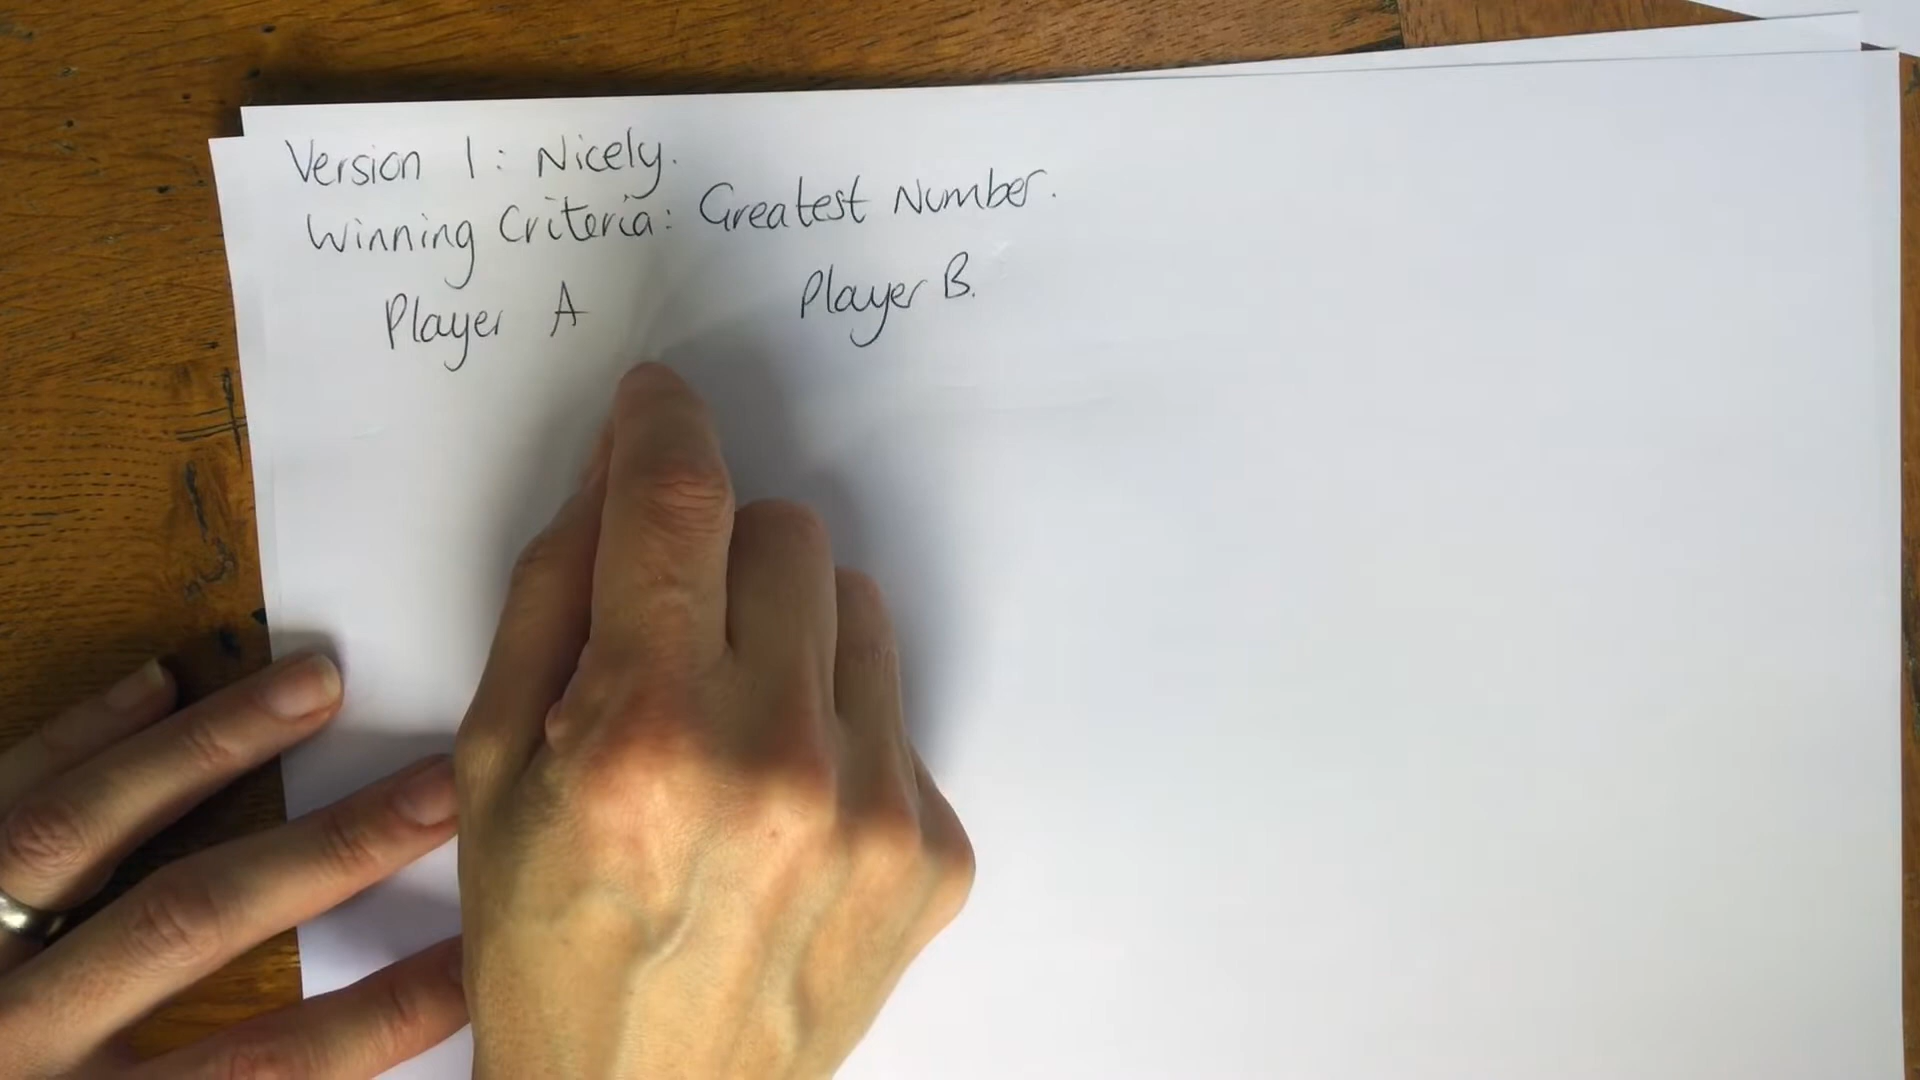 Version 1: Nicely.
Winning Criteria: Greatest Number.
Player A Player B.